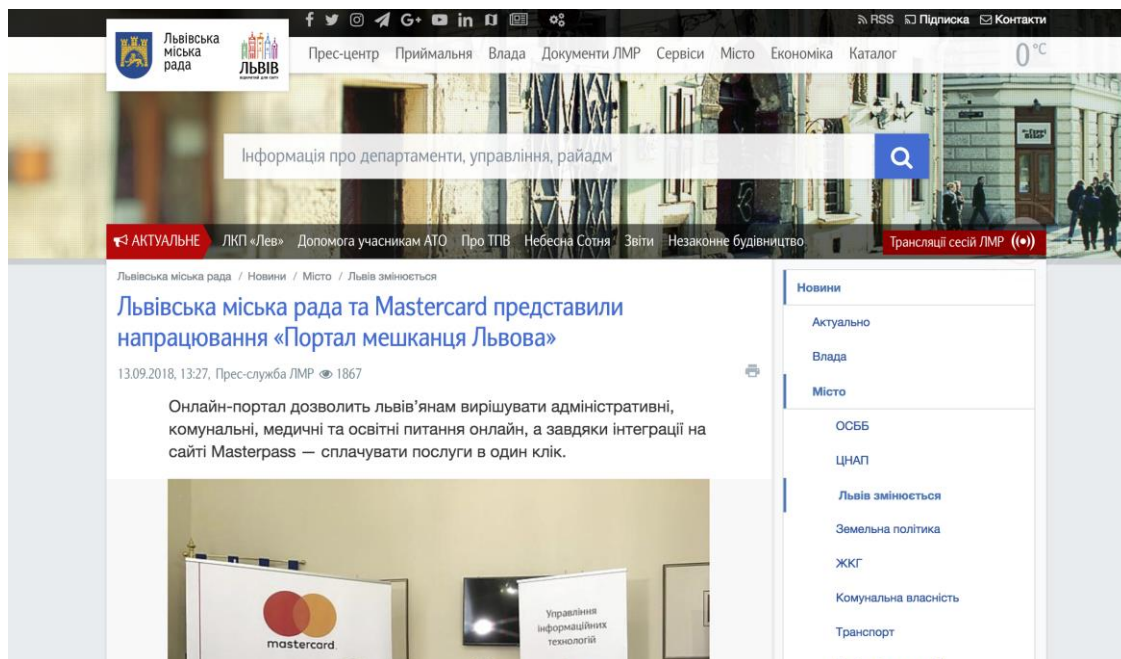 RSS Підписка Контакти
Львівська
міська
рада
ЛЬВІВ
Прес-центр Приймальня Влада Документи ЛМР Сервіси Місто Економіка Каталог
0°C
Інформація про департаменти, управління, райадм
АКТУАЛЬНЕ ЛКП «Лев» Допомога учасникам АТО Про ТПВ Небесна Сотня Звіти Незаконне будівництво
Трансляції сесій ЛМР
Львівська міська рада / Новини / Місто / Львів змінюється
Львівська міська рада та Mastercard представили
напрацювання «Портал мешканця Львова»
13.09.2018, 13:27, Прес-служба ЛМР 1867
Онлайн-портал дозволить львів’янам вирішувати адміністративні,
комунальні, медичні та освітні питання онлайн, а завдяки інтеграції на
сайті Masterpass — сплачувати послуги в один клік.
mastercard.
Управління
інформаційних
технологій
Новини
Актуально
Влада
Місто
ОСББ
ЦНАП
Львів змінюється
Земельна політика
ЖКГ
Комунальна власність
Транспорт